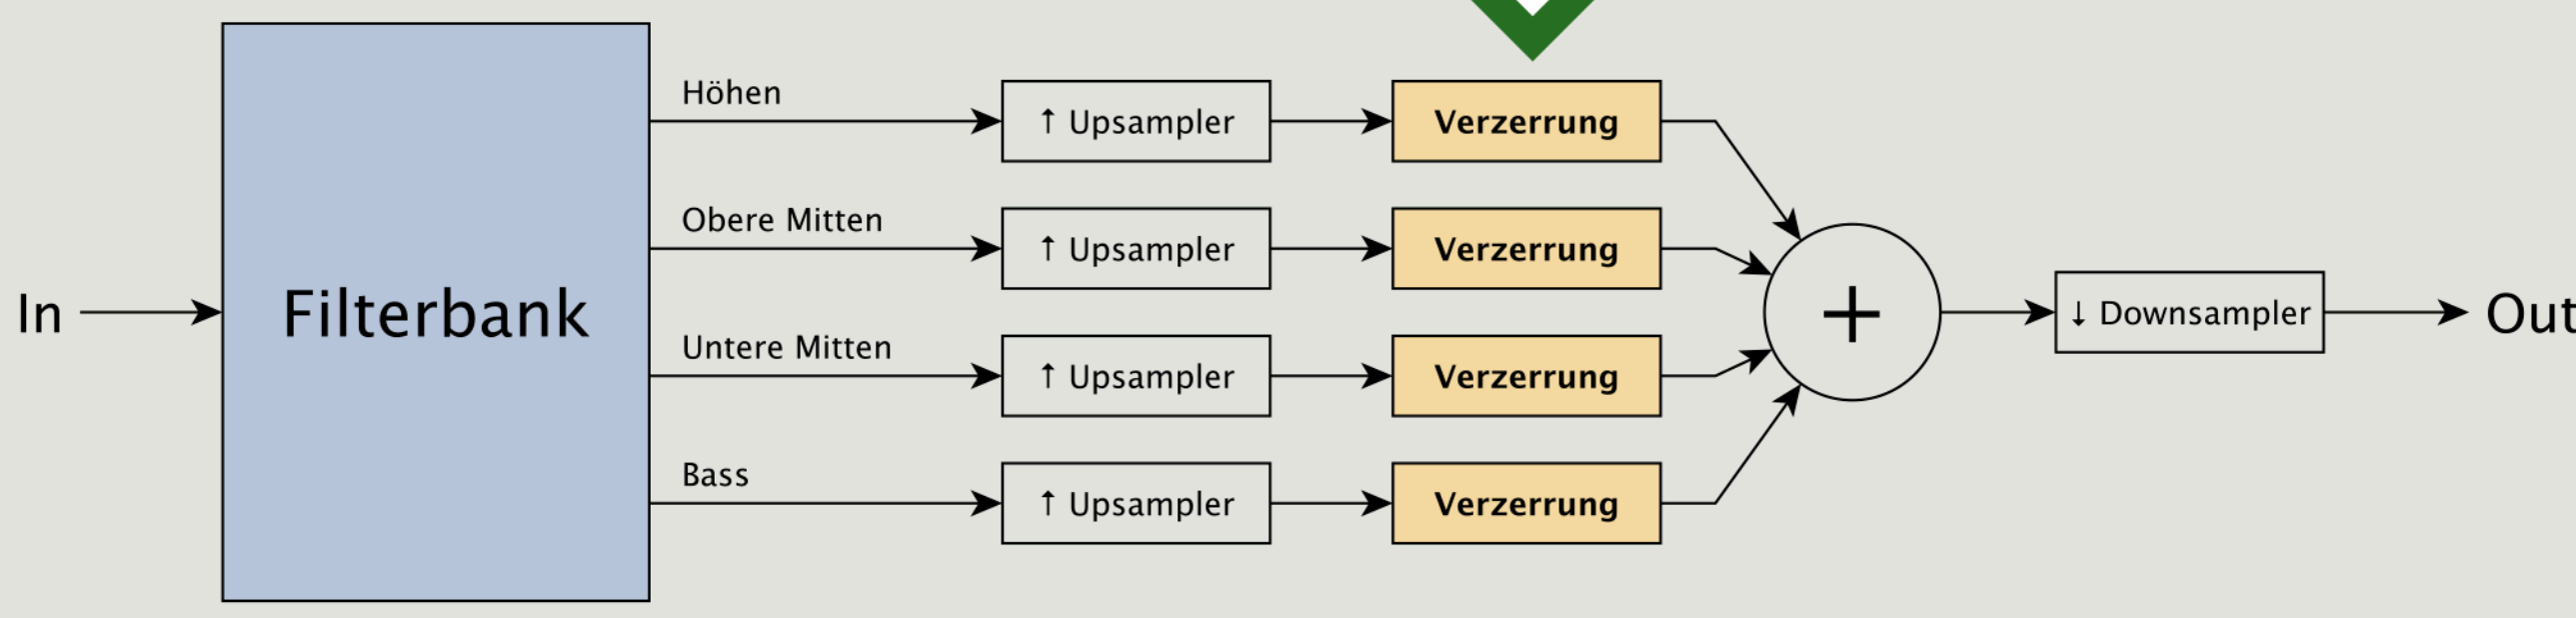 In
Filterbank
Höhen
↑ Upsampler
Verzerrung
Obere Mitten
↑ Upsampler
Verzerrung
Untere Mitten
↑ Upsampler
Verzerrung
Bass
↑ Upsampler
Verzerrung
+
↓ Downsampler
Out